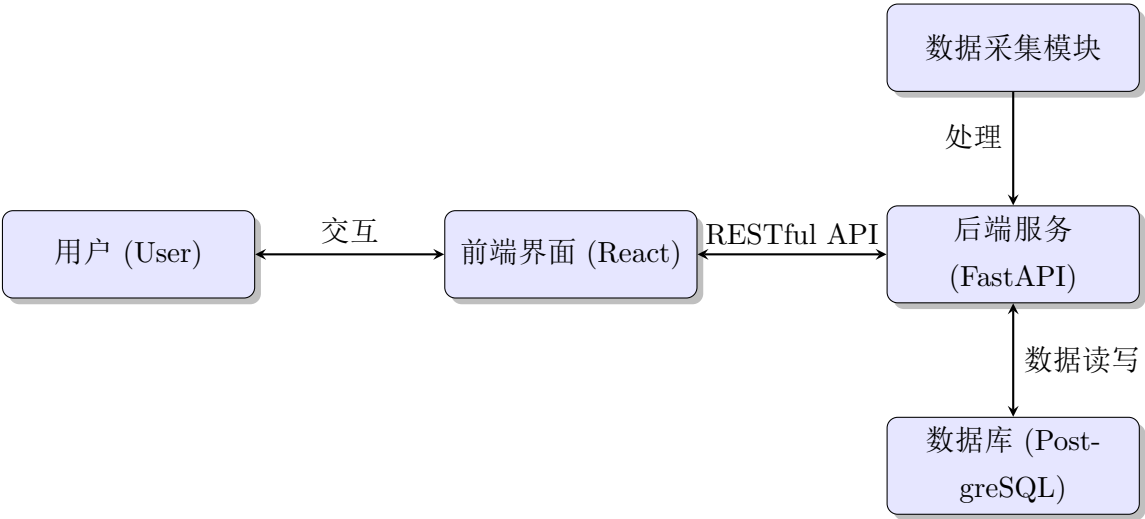 数据采集模块
处理
用户 (User)
交互
前端界面 (React)
RESTful API
后端服务
(FastAPI)
数据读写
数据库 (Post-
greSQL)